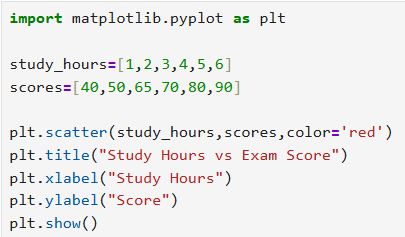 import matplotlib.pyplot as plt
study_hours=[1,2,3,4,5,6]
scores=[40,50,65,70,80,90]
plt.scatter(study_hours,scores,color='red')
plt.title("Study Hours vs Exam Score")
plt.xlabel("Study Hours")
plt.ylabel("Score")
plt.show()